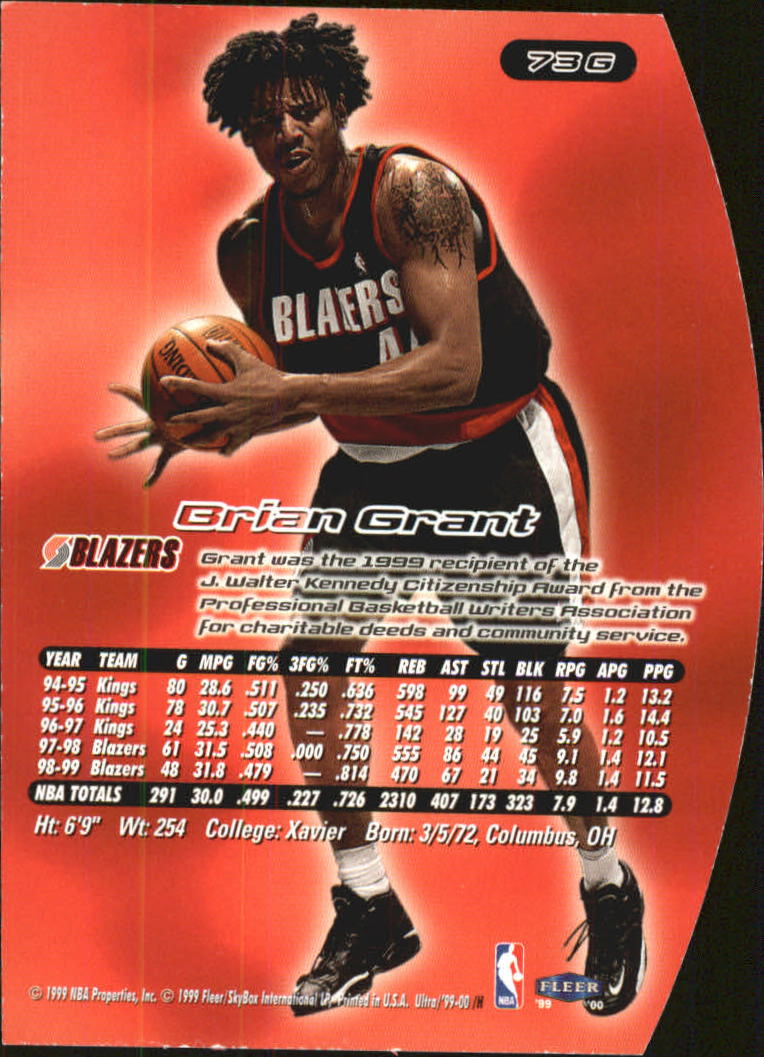 73G
BLAZERS
Brian Grant
BLAZERS
Grant was the 1999 recipient of the
J. Walter Kennedy Citizenship Award from the
Professional Basketball Writers Association
for charitable deeds and community service.
YEAR TEAM G MPG FG% 3FG% FT% REB AST STL BLK RPG APG PPG
94-95 Kings 80 28.6 .511 .250 .636 598 99 49 116 7.5 1.2 13.2
95-96 Kings 78 30.7 .507 .235 .732 545 127 40 103 7.0 1.6 14.4
96-97 Kings 24 25.3 .440 — .778 142 28 19 25 5.9 1.2 10.5
97-98 Blazers 61 31.5 .508 .000 .750 555 86 44 45 9.1 1.4 12.1
98-99 Blazers 48 31.8 .479 — .814 470 67 21 34 9.8 1.4 11.5
NBA TOTALS 291 30.0 .499 .227 .726 2310 407 173 323 7.9 1.4 12.8
Ht: 6'9" Wt: 254 College: Xavier Born: 3/5/72, Columbus, OH
© 1999 NBA Properties, Inc. © 1999 Fleer/SkyBox International LP, Printed in U.S.A. Ultra/'99-00 /H
NBA
FLEER
'99 '00